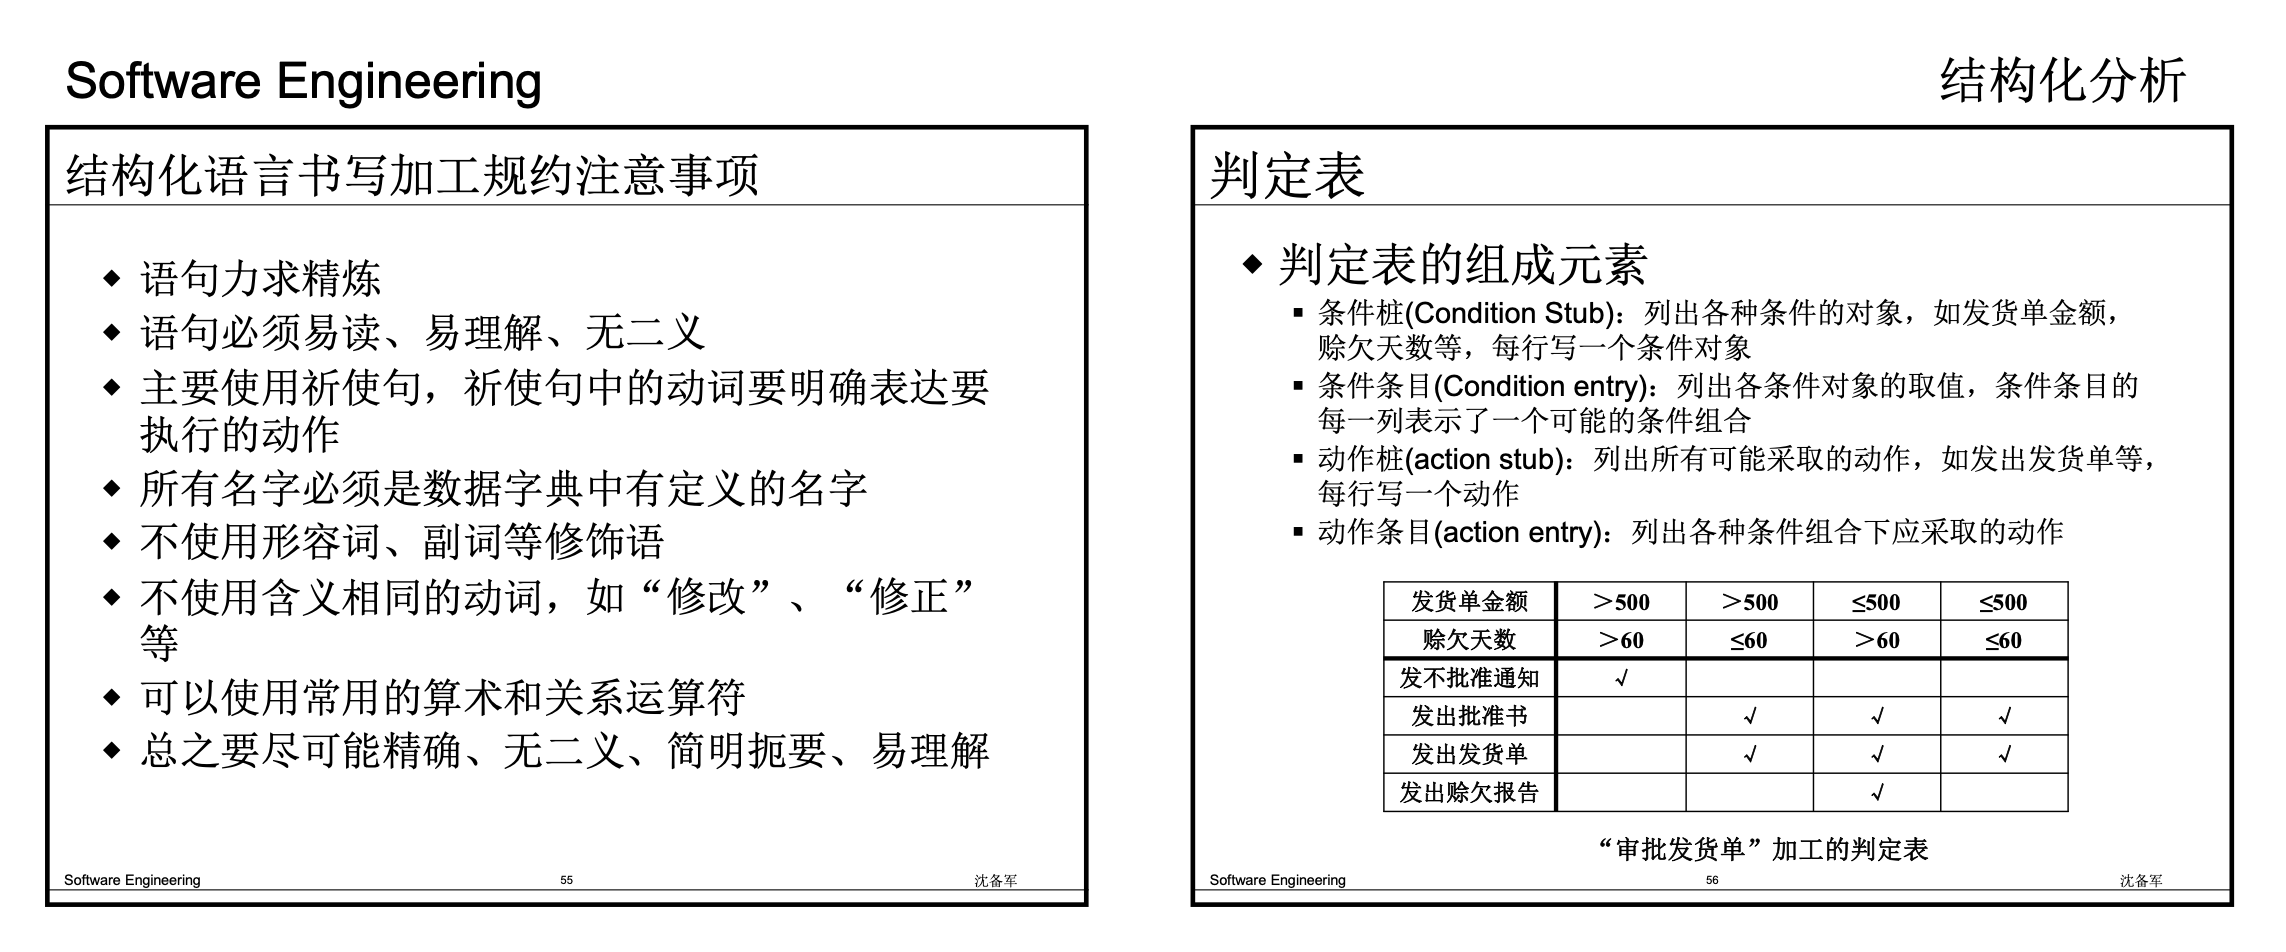 Software Engineering
结构化分析
结构化语言书写加工规约注意事项
◆ 语句力求精炼
◆ 语句必须易读、易理解、无二义
◆ 主要使用祈使句，祈使句中的动词要明确表达要
执行的动作
◆ 所有名字必须是数据字典中有定义的名字
◆ 不使用形容词、副词等修饰语
◆ 不使用含义相同的动词，如“修改”、“修正”
等
◆ 可以使用常用的算术和关系运算符
◆ 总之要尽可能精确、无二义、简明扼要、易理解
Software Engineering 55 沈备军
判定表
◆ 判定表的组成元素
▪ 条件桩(Condition Stub)：列出各种条件的对象，如发货单金额，
赊欠天数等，每行写一个条件对象
▪ 条件条目(Condition entry)：列出各条件对象的取值，条件条目的
每一列表示了一个可能的条件组合
▪ 动作桩(action stub)：列出所有可能采取的动作，如发出发货单等，
每行写一个动作
▪ 动作条目(action entry)：列出各种条件组合下应采取的动作
发货单金额 ＞500 ＞500 ≤500 ≤500
赊欠天数 ＞60 ≤60 ＞60 ≤60
发不批准通知 √
发出批准书 √ √ √
发出发货单 √ √ √
发出赊欠报告 √
“审批发货单”加工的判定表
Software Engineering 56 沈备军